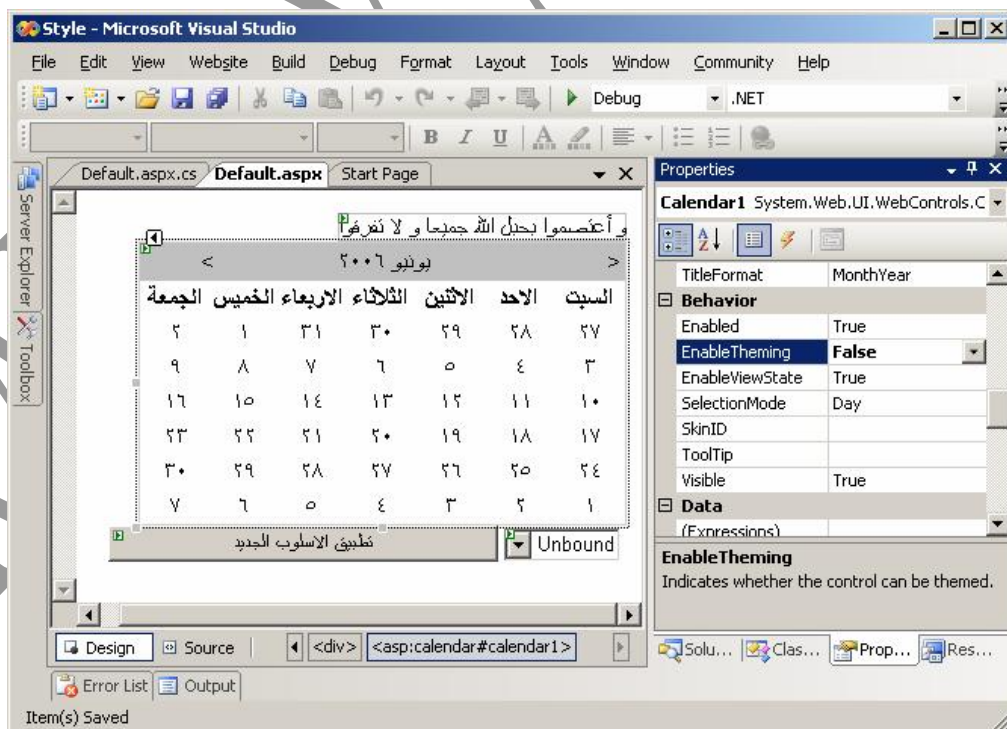 Style - Microsoft Visual Studio
File Edit View Website Build Debug Format Layout Tools Window Community Help
Debug .NET
B I U A
Server Explorer
Toolbox
Default.aspx.cs Default.aspx Start Page
و أعتصموا بحبل الله جميعا و لا تفرقوا
< يونيو ٢٠٠٦ >
السبت الاحد الاثنين الثلاثاء الاربعاء الخميس الجمعة
٢٧ ٢٨ ٢٩ ٣٠ ٣١ ١ ٢
٣ ٤ ٥ ٦ ٧ ٨ ٩
١٠ ١١ ١٢ ١٣ ١٤ ١٥ ١٦
١٧ ١٨ ١٩ ٢٠ ٢١ ٢٢ ٢٣
٢٤ ٢٥ ٢٦ ٢٧ ٢٨ ٢٩ ٣٠
١ ٢ ٣ ٤ ٥ ٦ ٧
تطبيق الاسلوب الجديد
Unbound
Design Source <div> <asp:calendar#calendar1>
Properties
Calendar1 System.Web.UI.WebControls.C
TitleFormat MonthYear
Behavior
Enabled True
EnableTheming False
EnableViewState True
SelectionMode Day
SkinID
ToolTip
Visible True
Data
(Expressions)
EnableTheming
Indicates whether the control can be themed.
Solu... Clas... Prop... Res...
Error List Output
Item(s) Saved